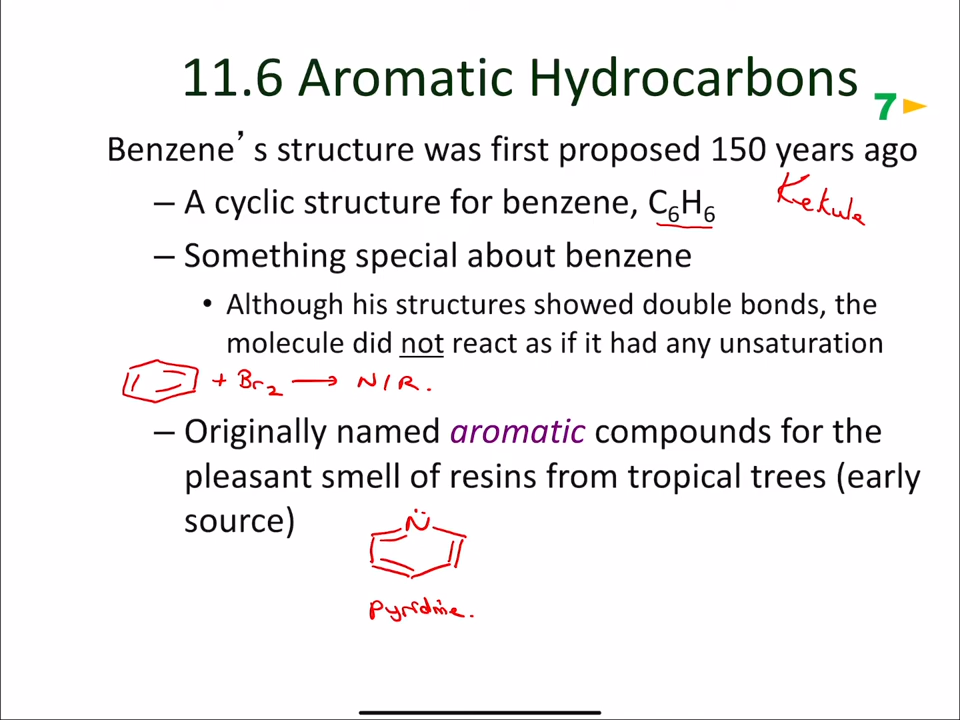 11.6 Aromatic Hydrocarbons
7
Benzene’s structure was first proposed 150 years ago
– A cyclic structure for benzene, C₆H₆
Kekule
– Something special about benzene
• Although his structures showed double bonds, the
molecule did not react as if it had any unsaturation
+ Br₂ → N/R.
– Originally named aromatic compounds for the
pleasant smell of resins from tropical trees (early
source)
N
pyridine.